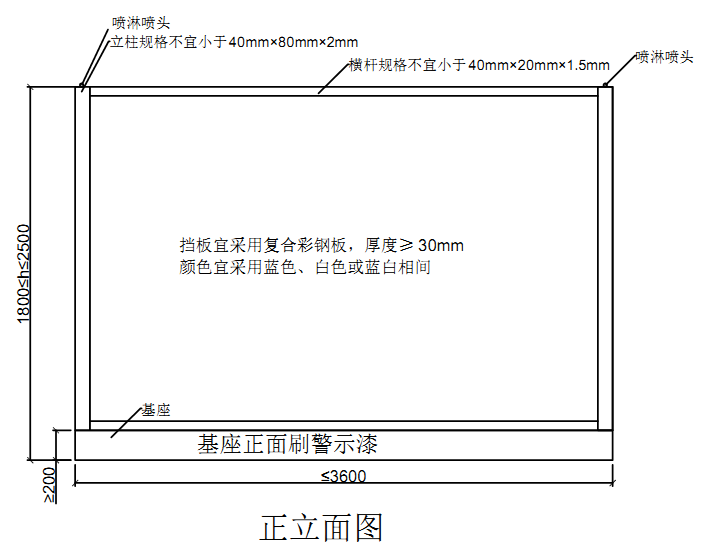 喷淋喷头
立柱规格不宜小于40mm×80mm×2mm
喷淋喷头
横杆规格不宜小于40mm×20mm×1.5mm
1800≤h≤2500
挡板宜采用复合彩钢板，厚度≥30mm
颜色宜采用蓝色、白色或蓝白相间
基座
基座正面刷警示漆
≥200
≤3600
正立面图